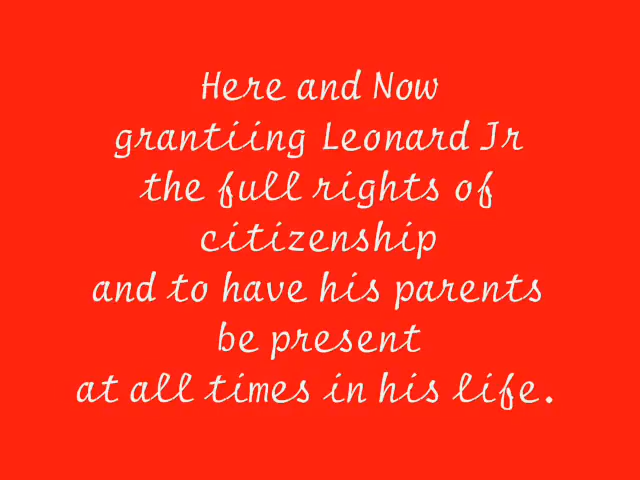 Here and Now
grantiing Leonard Jr
the full rights of
citizenship
and to have his parents
be present
at all times in his life.